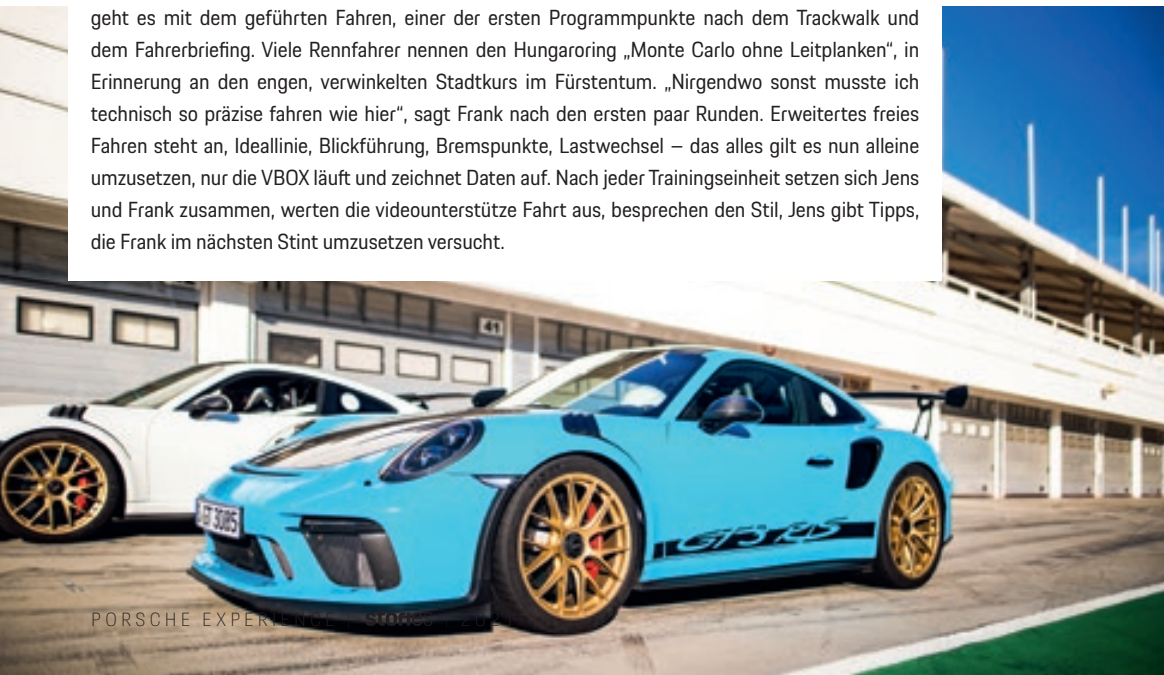 geht es mit dem geführten Fahren, einer der ersten Programmpunkte nach dem Trackwalk und
dem Fahrerbriefing. Viele Rennfahrer nennen den Hungaroring „Monte Carlo ohne Leitplanken“, in
Erinnerung an den engen, verwinkelten Stadtkurs im Fürstentum. „Nirgendwo sonst musste ich
technisch so präzise fahren wie hier“, sagt Frank nach den ersten paar Runden. Erweitertes freies
Fahren steht an, Ideallinie, Blickführung, Bremspunkte, Lastwechsel – das alles gilt es nun alleine
umzusetzen, nur die VBOX läuft und zeichnet Daten auf. Nach jeder Trainingseinheit setzen sich Jens
und Frank zusammen, werten die videounterstütze Fahrt aus, besprechen den Stil, Jens gibt Tipps,
die Frank im nächsten Stint umzusetzen versucht.
41
GT 3085
GT3 RS
PORSCHE EXPERIENCE stories